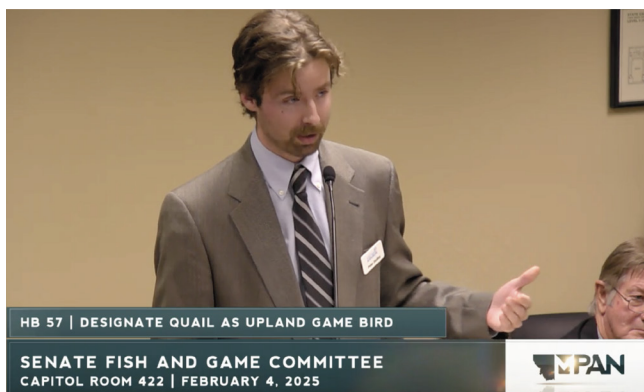 HB 57 | DESIGNATE QUAIL AS UPLAND GAME BIRD
SENATE FISH AND GAME COMMITTEE
CAPITOL ROOM 422 | FEBRUARY 4, 2025
MPAN